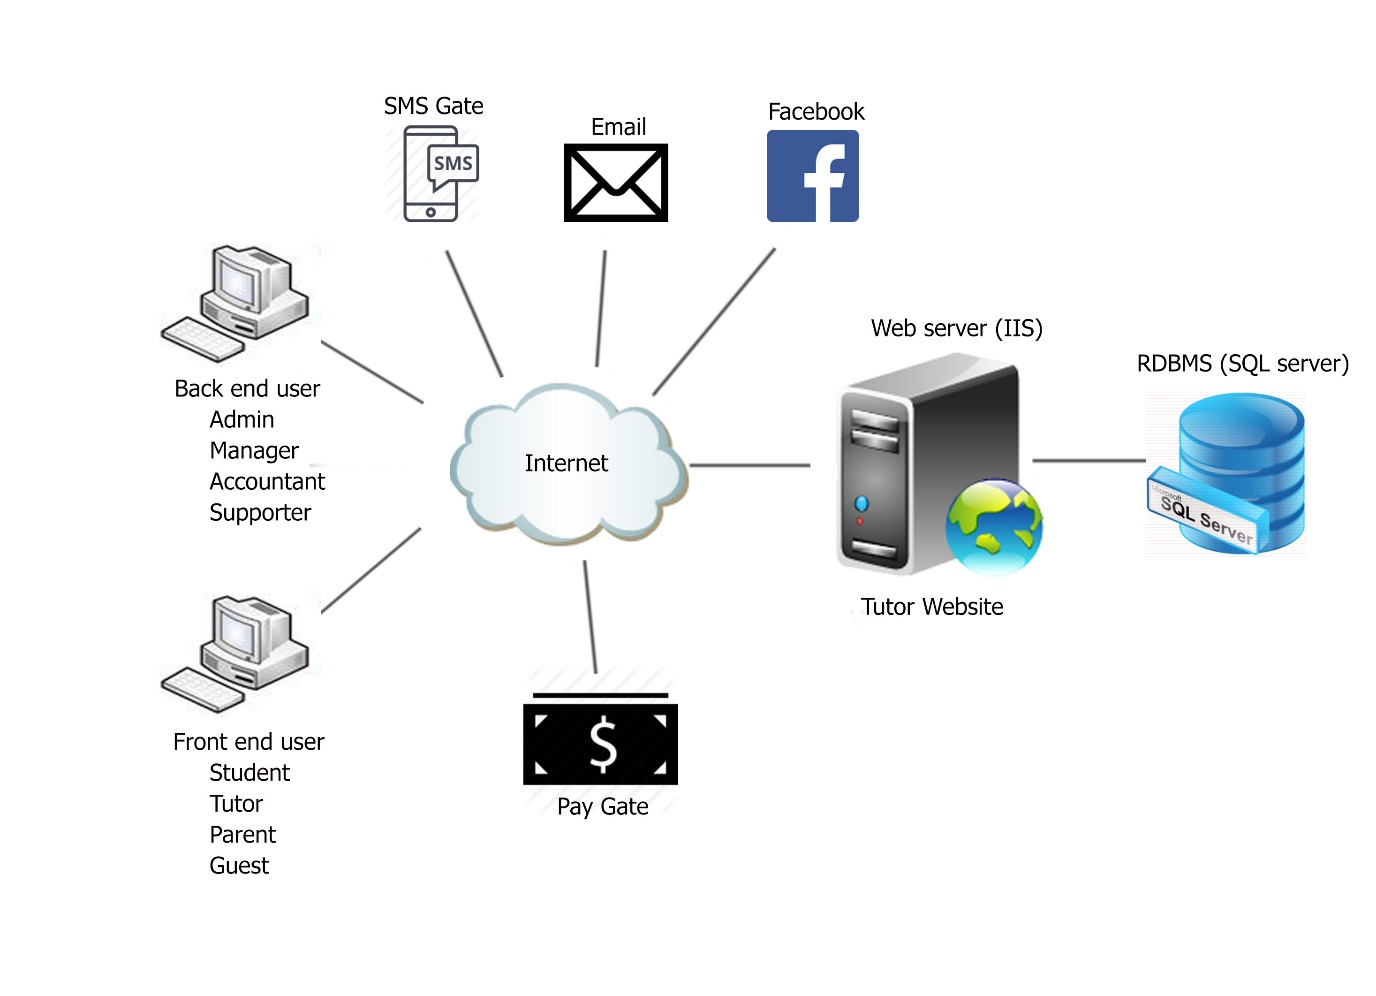 SMS Gate
SMS
Email
Facebook
Back end user
Admin
Manager
Accountant
Supporter
Internet
Web server (IIS)
Tutor Website
RDBMS (SQL server)
Microsoft
SQL Server
Front end user
Student
Tutor
Parent
Guest
$
Pay Gate